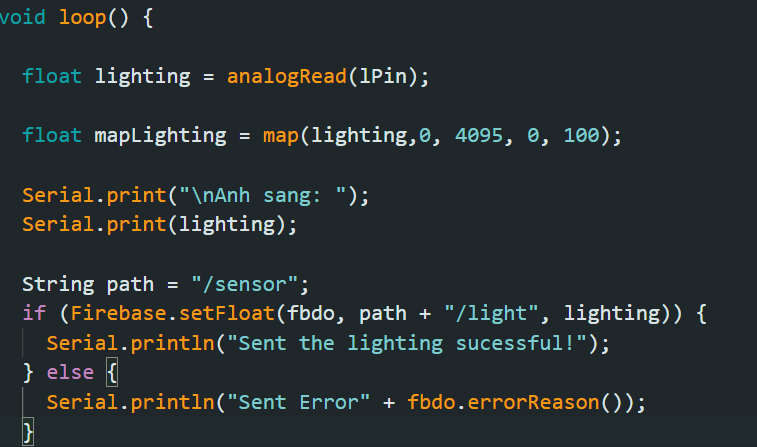 void loop() {
float lighting = analogRead(lPin);
float mapLighting = map(lighting,0, 4095, 0, 100);
Serial.print("\nAnh sang: ");
Serial.print(lighting);
String path = "/sensor";
if (Firebase.setFloat(fbdo, path + "/light", lighting)) {
Serial.println("Sent the lighting sucessful!");
} else {
Serial.println("Sent Error" + fbdo.errorReason());
}